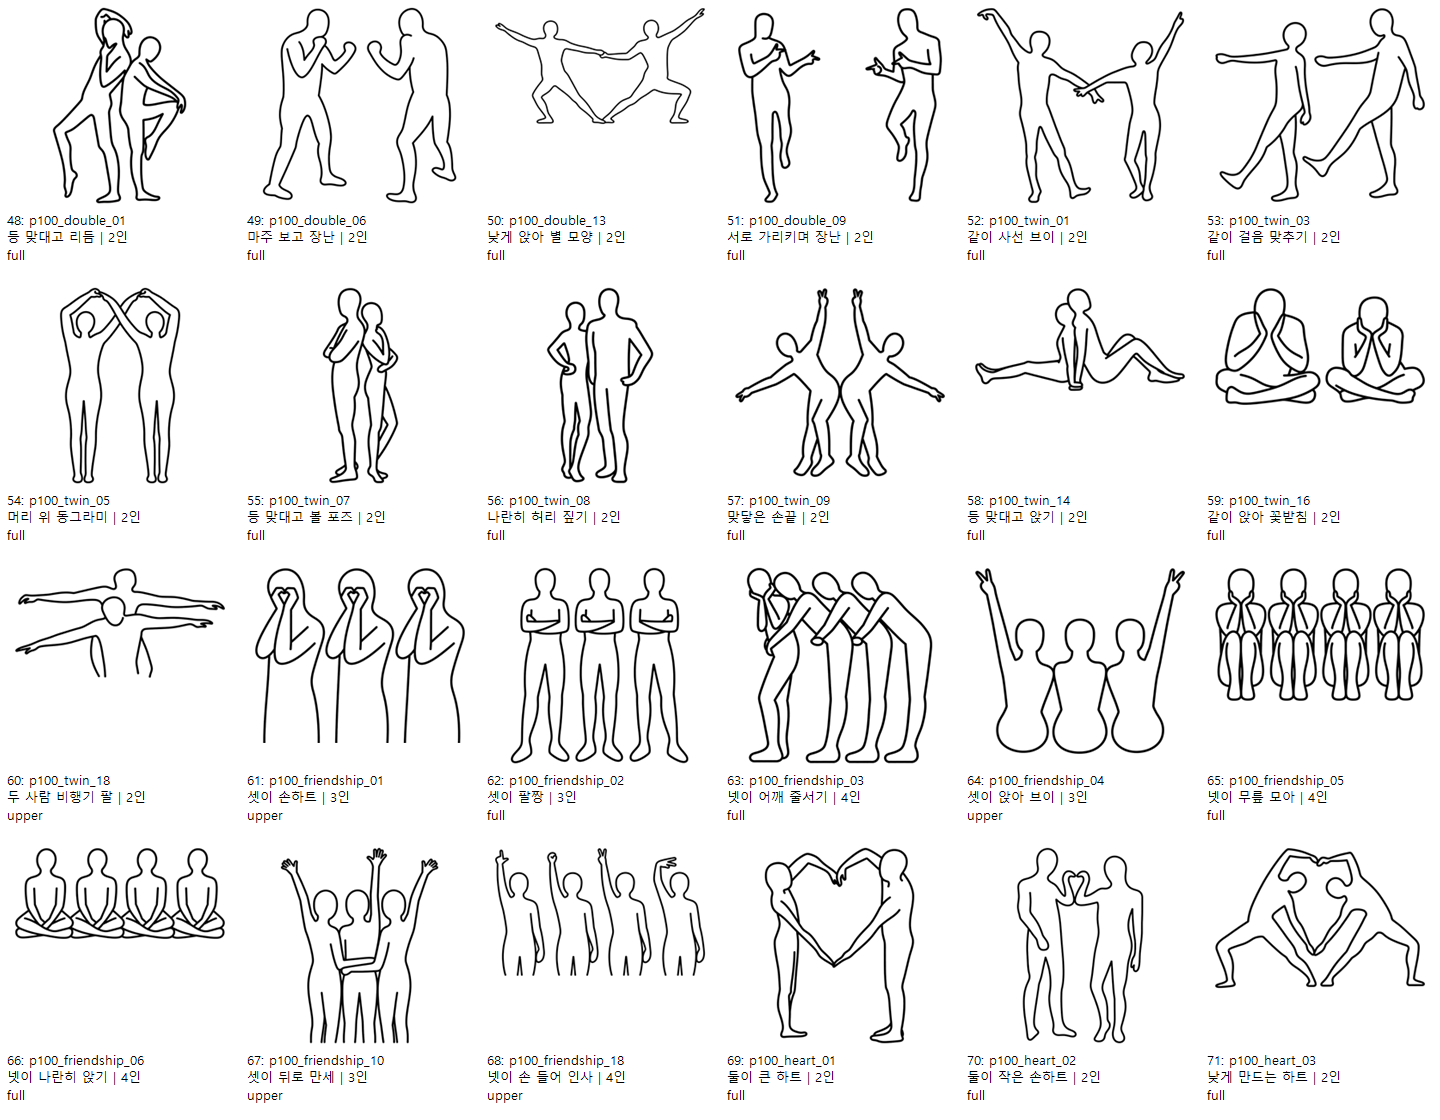 48: p100_double_01
등 맞대고 리듬 | 2인
full
49: p100_double_06
마주 보고 장난 | 2인
full
50: p100_double_13
낮게 앉아 별 모양 | 2인
full
51: p100_double_09
서로 가리키며 장난 | 2인
full
52: p100_twin_01
같이 사선 브이 | 2인
full
53: p100_twin_03
같이 걸음 맞추기 | 2인
full
54: p100_twin_05
머리 위 동그라미 | 2인
full
55: p100_twin_07
등 맞대고 볼 포즈 | 2인
full
56: p100_twin_08
나란히 허리 짚기 | 2인
full
57: p100_twin_09
맞닿은 손끝 | 2인
full
58: p100_twin_14
등 맞대고 앉기 | 2인
full
59: p100_twin_16
같이 앉아 꽃받침 | 2인
full
60: p100_twin_18
두 사람 비행기 팔 | 2인
upper
61: p100_friendship_01
셋이 손하트 | 3인
upper
62: p100_friendship_02
셋이 팔짱 | 3인
full
63: p100_friendship_03
넷이 어깨 줄서기 | 4인
full
64: p100_friendship_04
셋이 앉아 브이 | 3인
upper
65: p100_friendship_05
넷이 무릎 모아 | 4인
full
66: p100_friendship_06
넷이 나란히 앉기 | 4인
full
67: p100_friendship_10
셋이 뒤로 만세 | 3인
upper
68: p100_friendship_18
넷이 손 들어 인사 | 4인
upper
69: p100_heart_01
둘이 큰 하트 | 2인
full
70: p100_heart_02
둘이 작은 손하트 | 2인
full
71: p100_heart_03
낮게 만드는 하트 | 2인
full